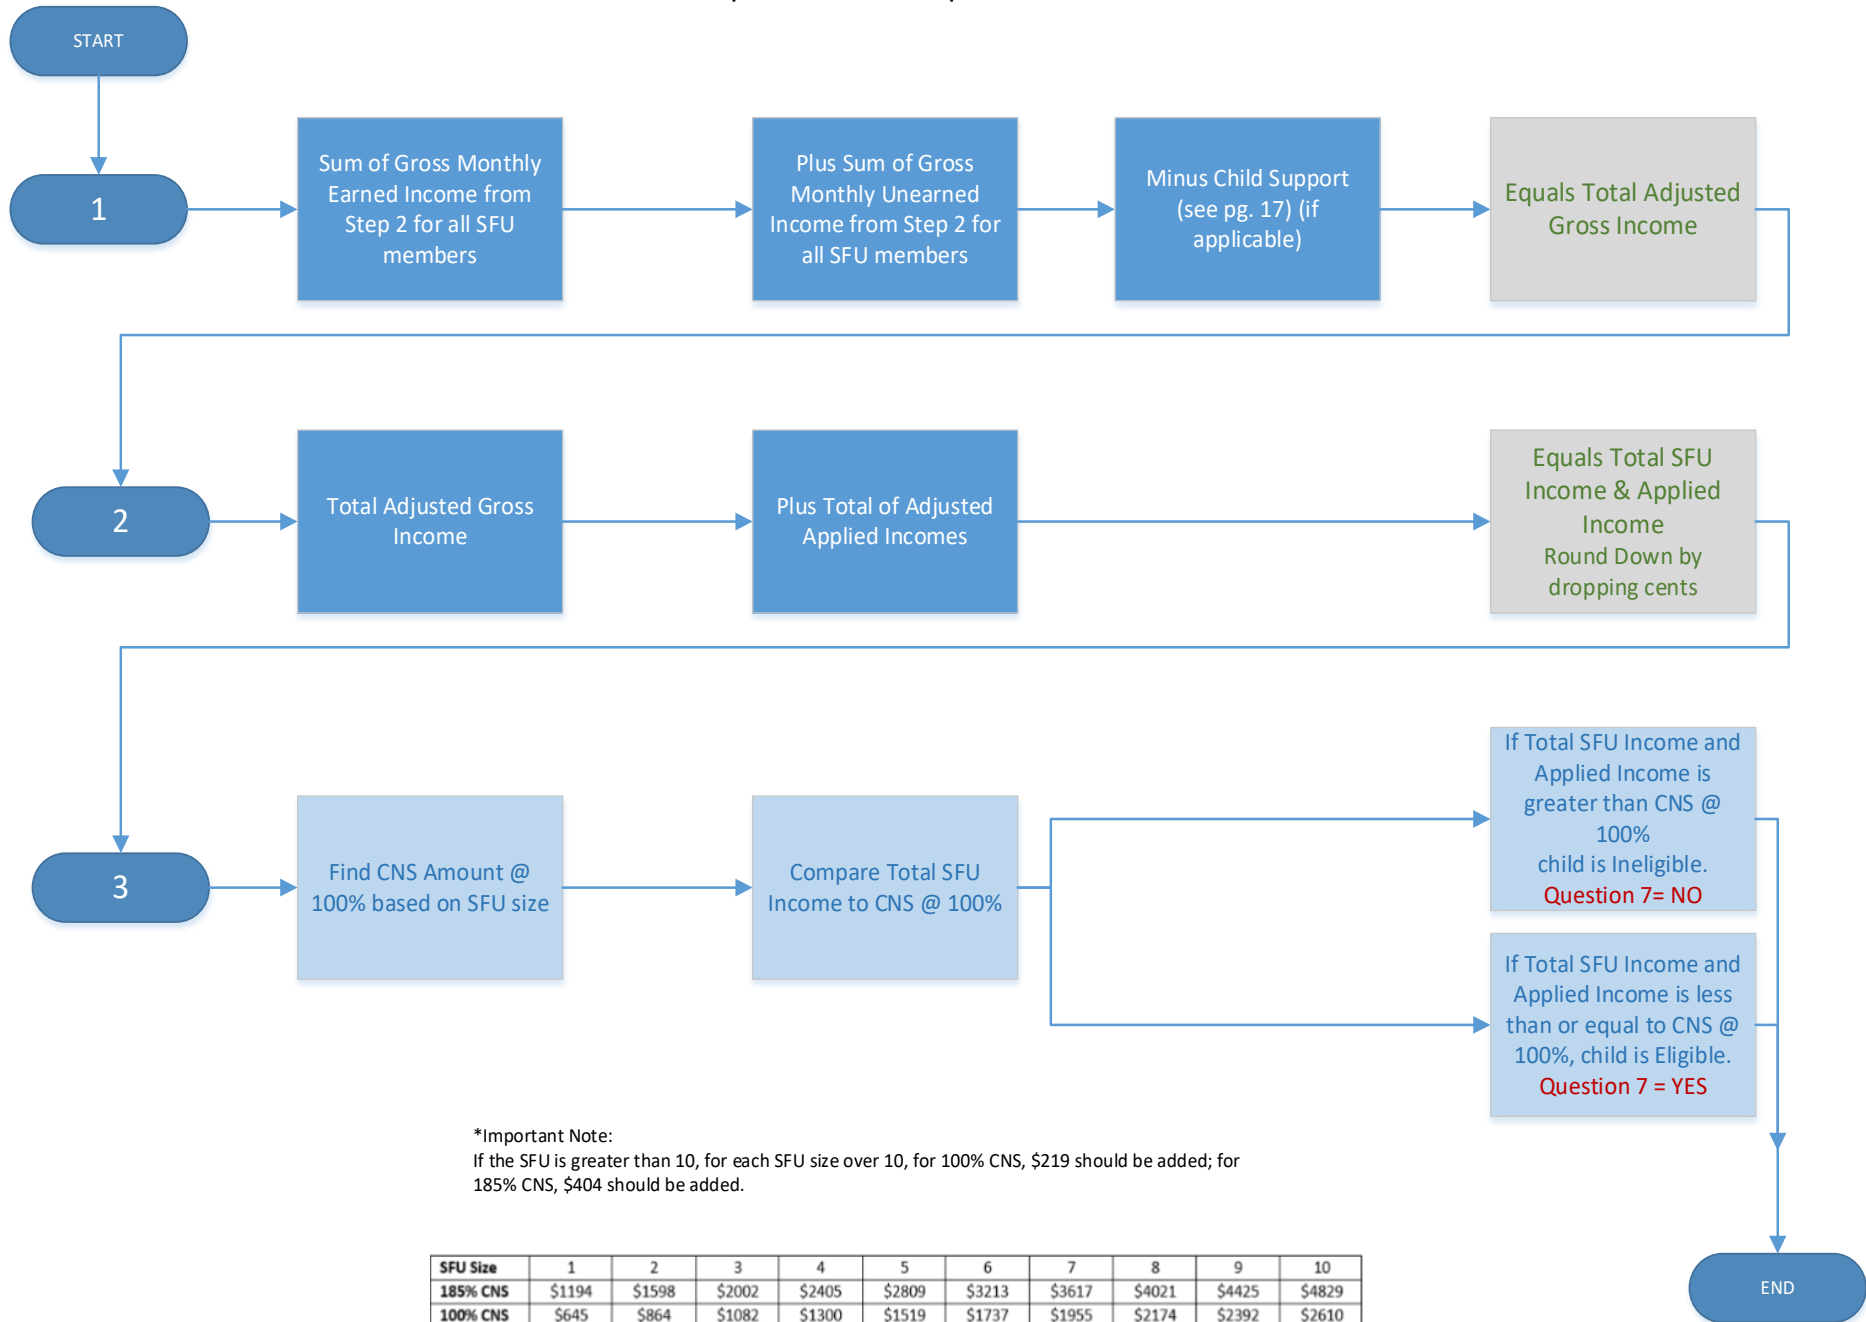 START
1
Sum of Gross Monthly
Earned Income from
Step 2 for all SFU
members
Plus Sum of Gross
Monthly Unearned
Income from Step 2 for
all SFU members
Minus Child Support
(see pg. 17) (if
applicable)
Equals Total Adjusted
Gross Income
2
Total Adjusted Gross
Income
Plus Total of Adjusted
Applied Incomes
Equals Total SFU
Income & Applied
Income
Round Down by
dropping cents
3
Find CNS Amount @
100% based on SFU size
Compare Total SFU
Income to CNS @ 100%
If Total SFU Income and
Applied Income is
greater than CNS @
100%
child is Ineligible.
Question 7= NO
If Total SFU Income and
Applied Income is less
than or equal to CNS @
100%, child is Eligible.
Question 7 = YES
*Important Note:
If the SFU is greater than 10, for each SFU size over 10, for 100% CNS, $219 should be added; for
185% CNS, $404 should be added.
SFU Size 1 2 3 4 5 6 7 8 9 10
185% CNS $1194 $1598 $2002 $2405 $2809 $3213 $3617 $4021 $4425 $4829
100% CNS $645 $864 $1082 $1300 $1519 $1737 $1955 $2174 $2392 $2610
END